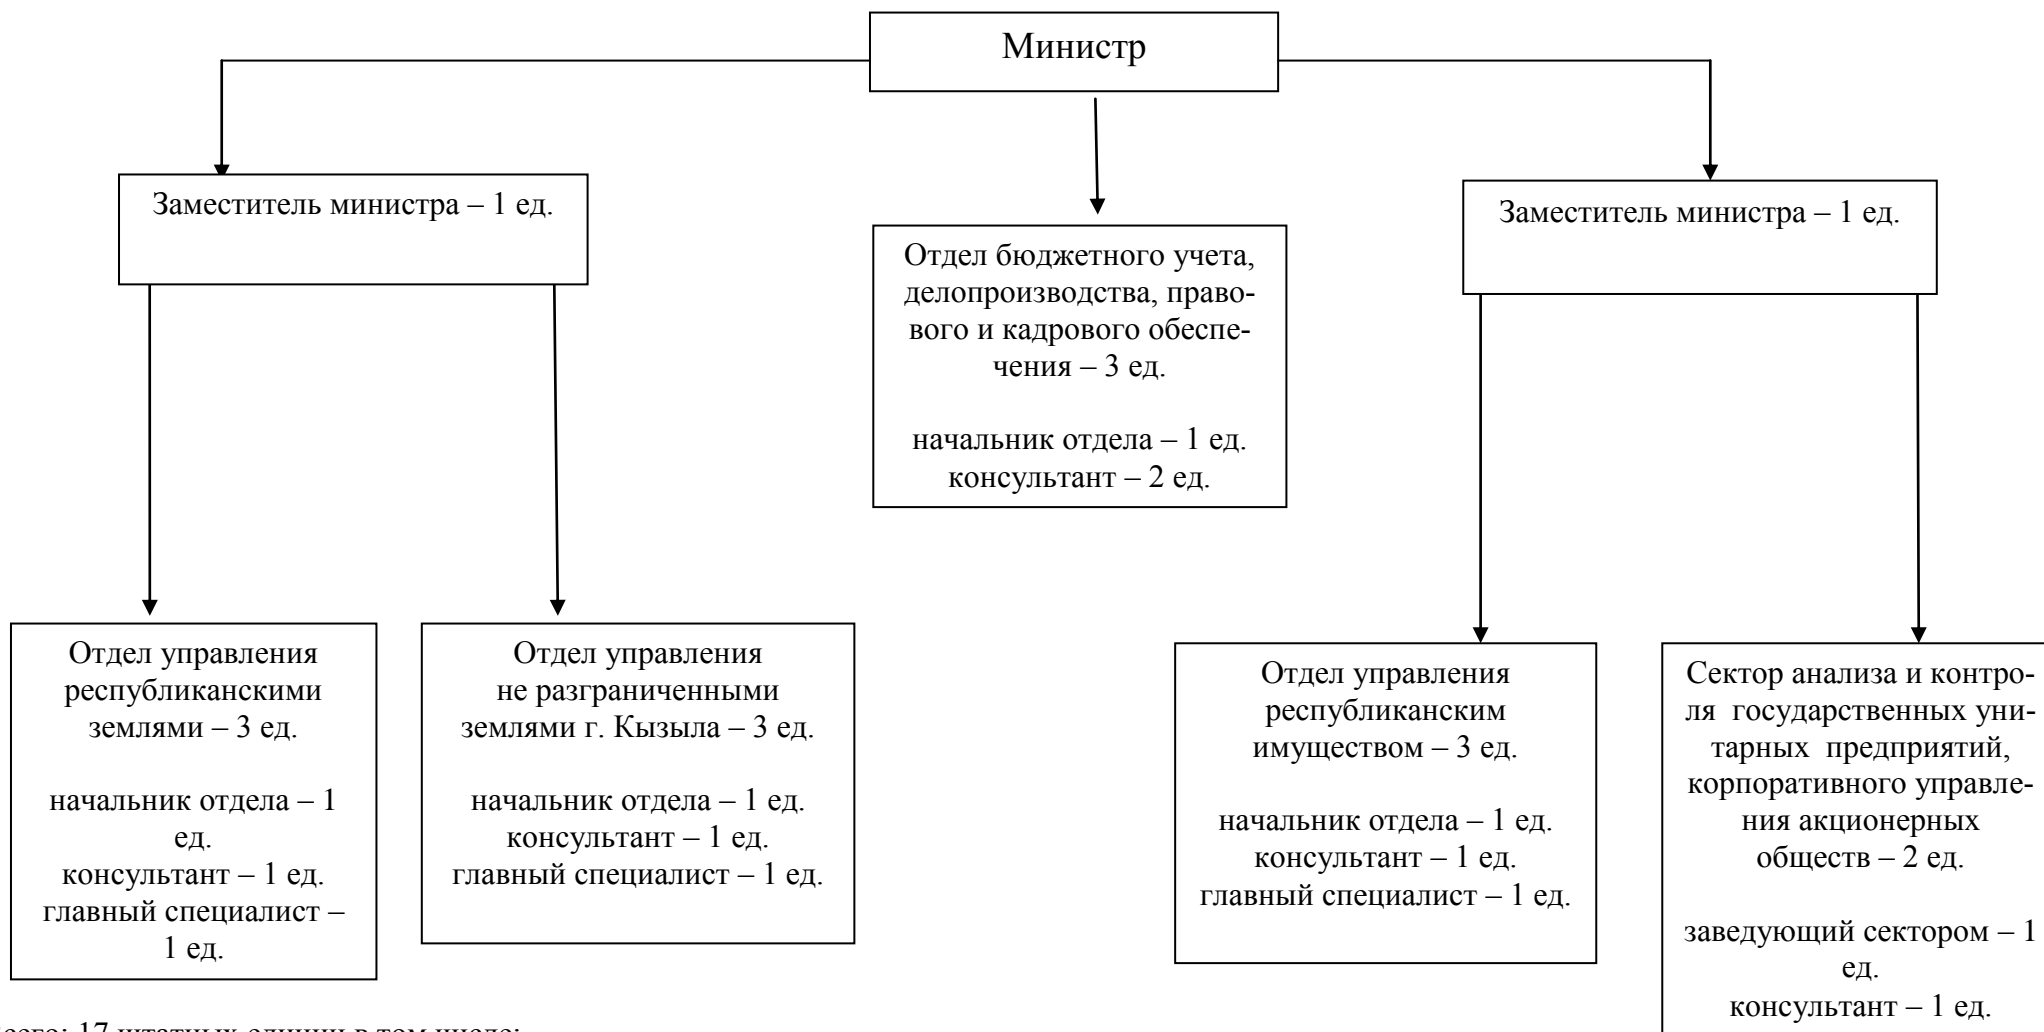 Министр
Заместитель министра – 1 ед.
Отдел бюджетного учета,
делопроизводства, право-
вого и кадрового обеспе-
чения – 3 ед.
начальник отдела – 1 ед.
консультант – 2 ед.
Заместитель министра – 1 ед.
Отдел управления
республиканскими
землями – 3 ед.
начальник отдела – 1
ед.
консультант – 1 ед.
главный специалист –
1 ед.
Отдел управления
не разграниченными
землями г. Кызыла – 3 ед.
начальник отдела – 1 ед.
консультант – 1 ед.
главный специалист – 1 ед.
Отдел управления
республиканским
имуществом – 3 ед.
начальник отдела – 1 ед.
консультант – 1 ед.
главный специалист – 1 ед.
Сектор анализа и контро-
ля государственных уни-
тарных предприятий,
корпоративного управле-
ния акционерных
обществ – 2 ед.
заведующий сектором – 1
ед.
консультант – 1 ед.
17 штатных единиц в том числе: